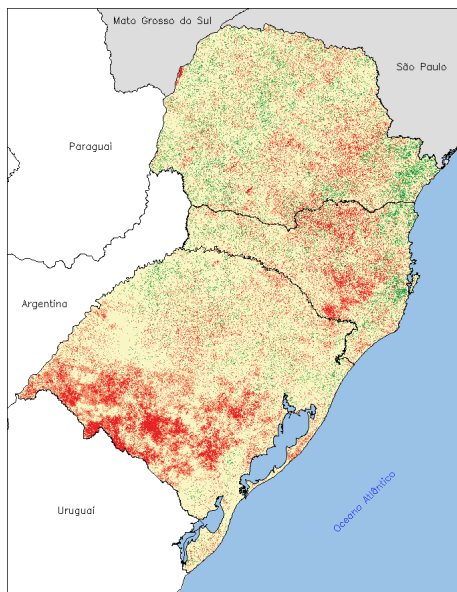 Mato Grosso do Sul
São Paulo
Paraguai
Argentina
Uruguai
Oceano Atlântico